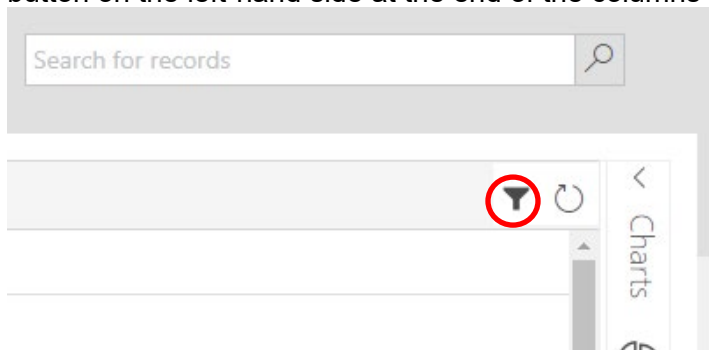 button on the left hand side at the end of the columns
Search for records
Charts